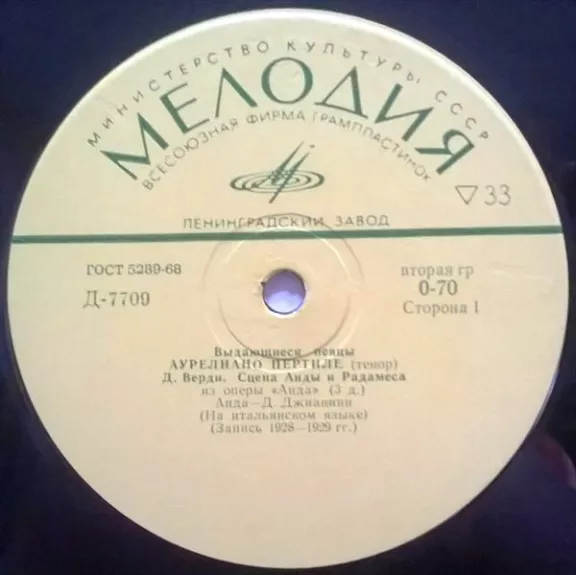 МИНИСТЕРСТВО КУЛЬТУРЫ СССР
МЕЛОДИЯ
ВСЕСОЮЗНАЯ ФИРМА ГРАМПЛАСТИНОК
▽33
ЛЕНИНГРАДСКИЙ ЗАВОД
ГОСТ 5289-68
Д-7709
вторая гр
0-70
Сторона 1
Выдающиеся певцы
АУРЕЛИАНО ПЕРТИЛЕ (тенор)
Д. Верди. Сцена Аиды и Радамеса
из оперы «Аида» (3 д.)
Аида—Д. Джианини
(На итальянском языке)
(Запись 1928—1929 гг.)